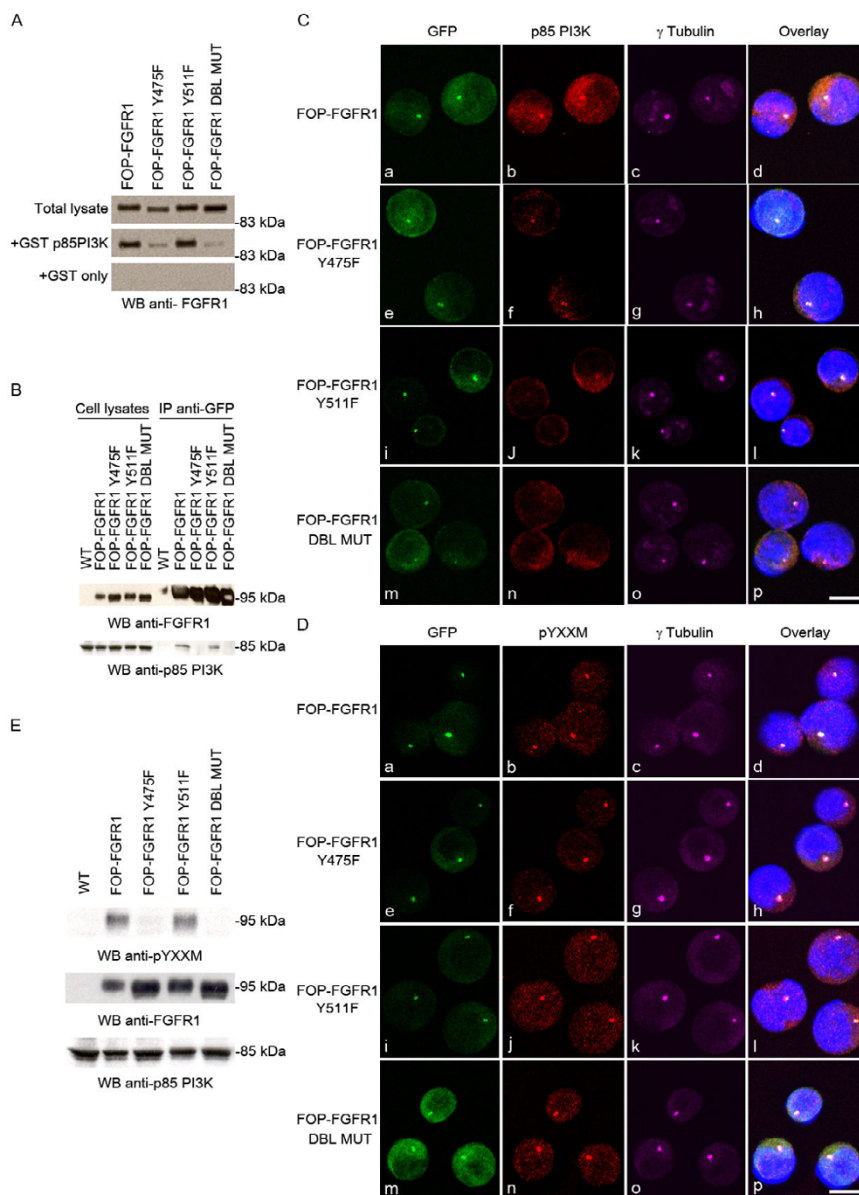 A
FOP-FGFR1
FOP-FGFR1 Y475F
FOP-FGFR1 Y511F
FOP-FGFR1 DBL MUT
Total lysate
-83 kDa
+GST p85PI3K
-83 kDa
+GST only
-83 kDa
WB anti- FGFR1
B
Cell lysates IP anti-GFP
WT
FOP-FGFR1
FOP-FGFR1 Y475F
FOP-FGFR1 Y511F
FOP-FGFR1 DBL MUT
WT
FOP-FGFR1
FOP-FGFR1 Y475F
FOP-FGFR1 Y511F
FOP-FGFR1 DBL MUT
-95 kDa
WB anti-FGFR1
-85 kDa
WB anti-p85 PI3K
E
WT
FOP-FGFR1
FOP-FGFR1 Y475F
FOP-FGFR1 Y511F
FOP-FGFR1 DBL MUT
-95 kDa
WB anti-pYXXM
-95 kDa
WB anti-FGFR1
-85 kDa
WB anti-p85 PI3K
C
GFP p85 PI3K γ Tubulin Overlay
FOP-FGFR1
a b c d
FOP-FGFR1
Y475F
e f g h
FOP-FGFR1
Y511F
i J k l
FOP-FGFR1
DBL MUT
m n o p
D
GFP pYXXM γ Tubulin Overlay
FOP-FGFR1
a b c d
FOP-FGFR1
Y475F
e f g h
FOP-FGFR1
Y511F
i j k l
FOP-FGFR1
DBL MUT
m n o p